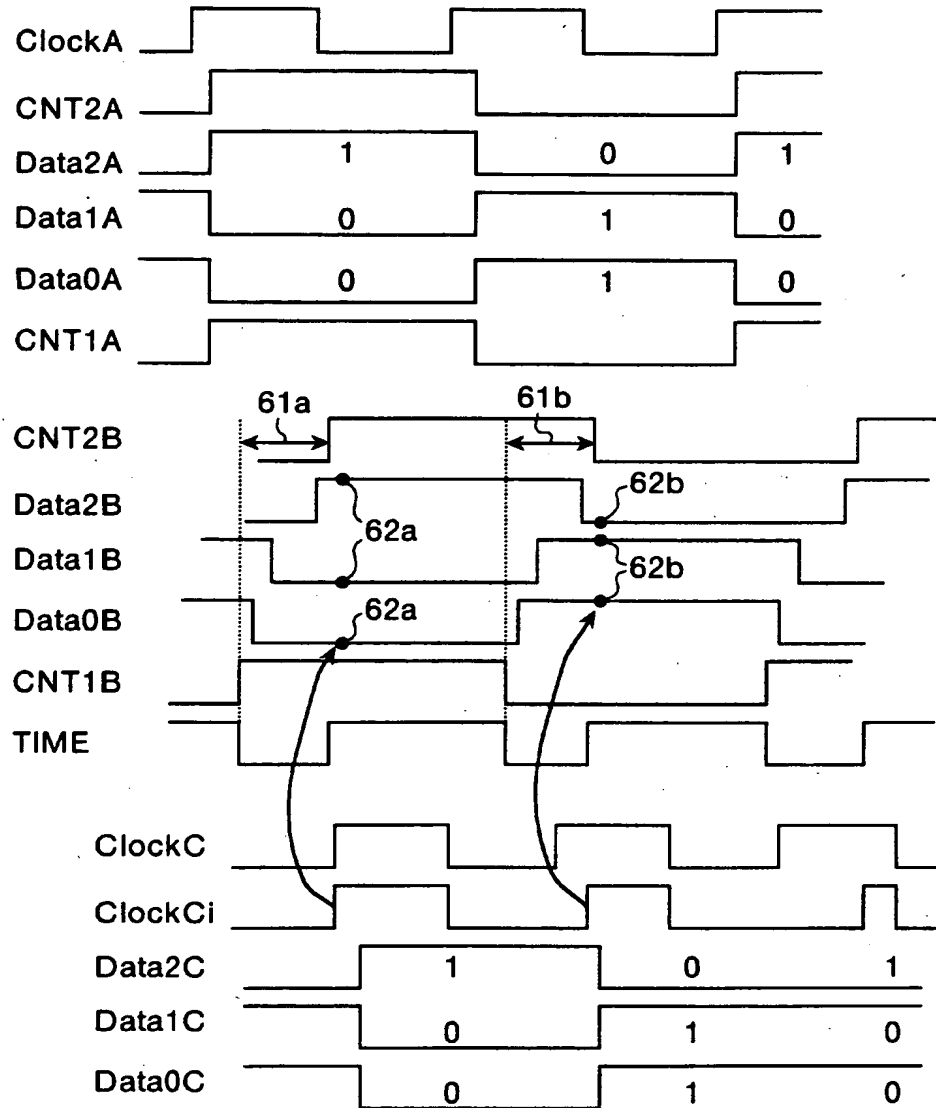 ClockA
CNT2A
Data2A 1 0 1
Data1A 0 1 0
Data0A 0 1 0
CNT1A
61a 61b
CNT2B
Data2B 62b
62a
Data1B 62b
Data0B 62a
CNT1B
TIME
ClockC
ClockCi
Data2C 1 0 1
Data1C 0 1 0
Data0C 0 1 0